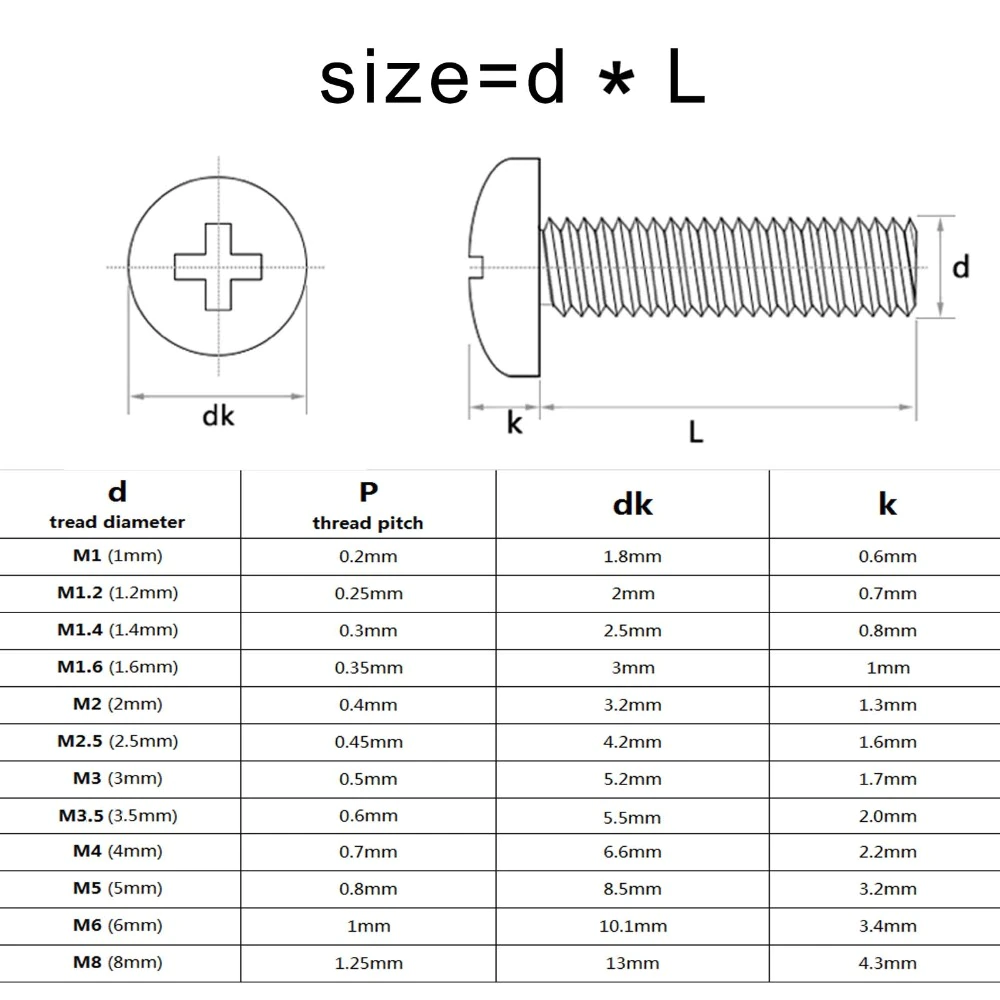 size=d * L
d
dk
k
L
d P dk k
tread diameter thread pitch
M1 (1mm) 0.2mm 1.8mm 0.6mm
M1.2 (1.2mm) 0.25mm 2mm 0.7mm
M1.4 (1.4mm) 0.3mm 2.5mm 0.8mm
M1.6 (1.6mm) 0.35mm 3mm 1mm
M2 (2mm) 0.4mm 3.2mm 1.3mm
M2.5 (2.5mm) 0.45mm 4.2mm 1.6mm
M3 (3mm) 0.5mm 5.2mm 1.7mm
M3.5 (3.5mm) 0.6mm 5.5mm 2.0mm
M4 (4mm) 0.7mm 6.6mm 2.2mm
M5 (5mm) 0.8mm 8.5mm 3.2mm
M6 (6mm) 1mm 10.1mm 3.4mm
M8 (8mm) 1.25mm 13mm 4.3mm